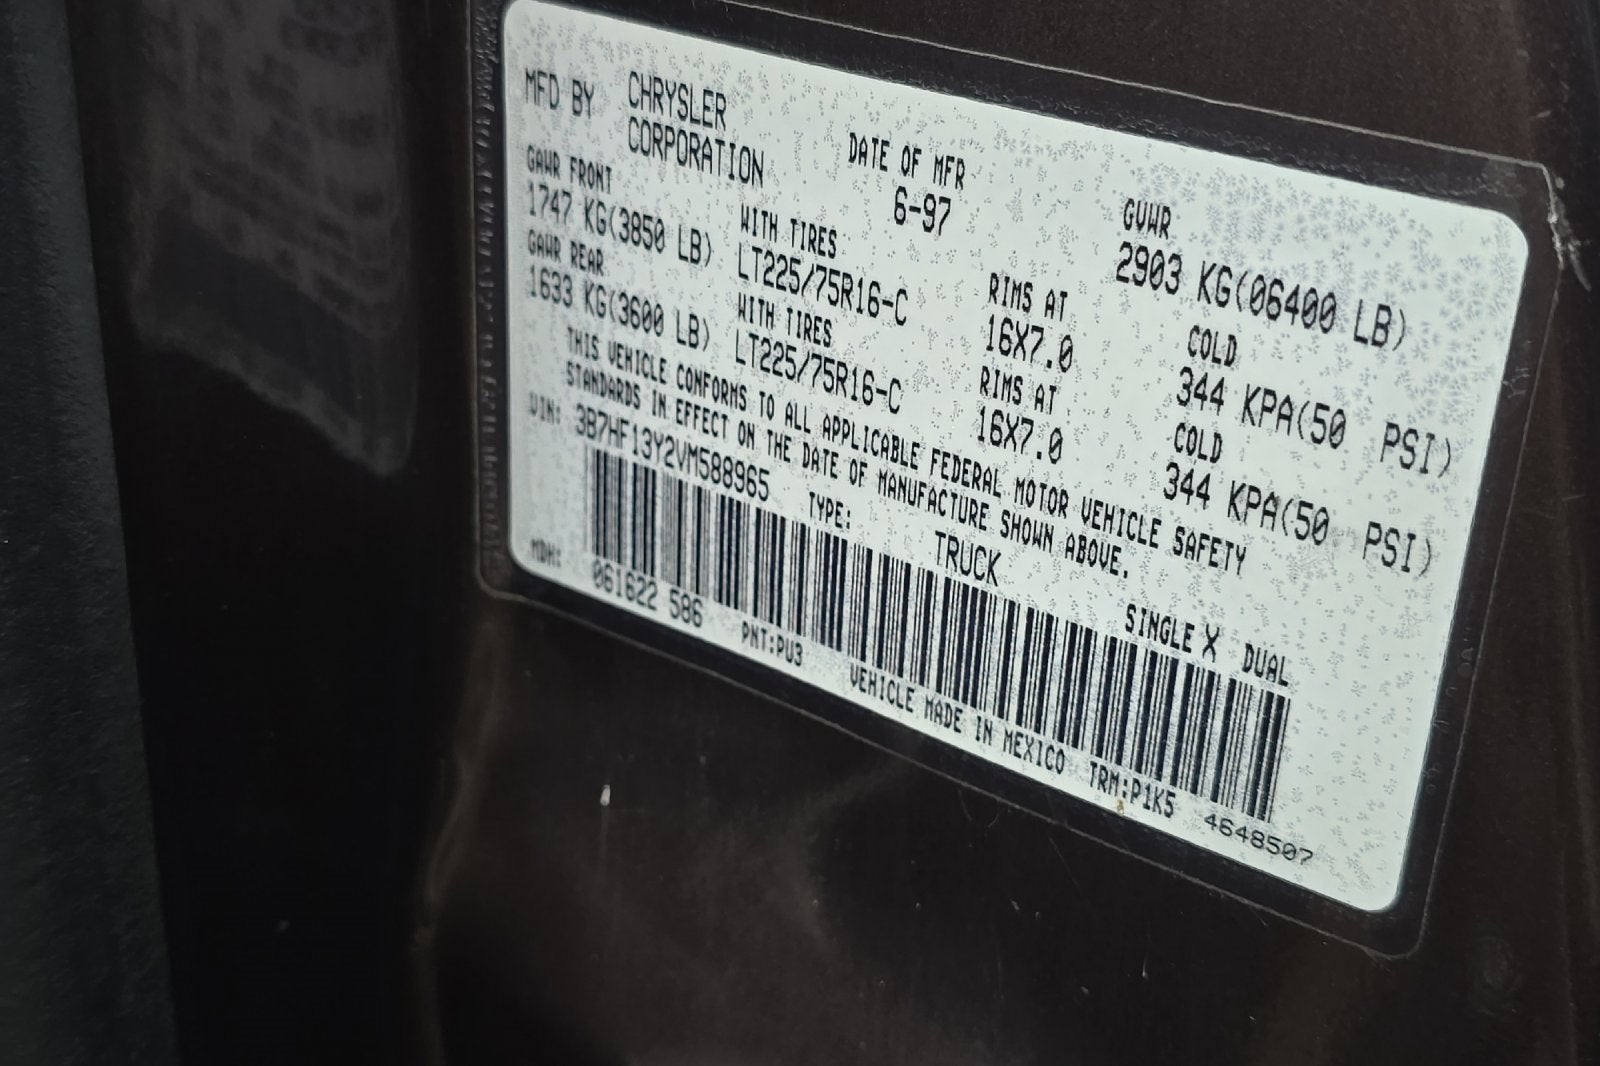 MFD BY CHRYSLER CORPORATION
DATE OF MFR 6-97
GVWR 2903 KG(06400 LB)
GAWR FRONT 1747 KG(3850 LB)
WITH TIRES LT225/75R16-C
RIMS AT 16X7.0
COLD 344 KPA(50 PSI)
GAWR REAR 1633 KG(3600 LB)
WITH TIRES LT225/75R16-C
RIMS AT 16X7.0
COLD 344 KPA(50 PSI)
THIS VEHICLE CONFORMS TO ALL APPLICABLE FEDERAL MOTOR VEHICLE SAFETY
STANDARDS IN EFFECT ON THE DATE OF MANUFACTURE SHOWN ABOVE.
VIN: 3B7HF13Y2VM588965 TYPE: TRUCK SINGLE X DUAL
MDH: 061622 586 PNT:PU3 VEHICLE MADE IN MEXICO TRM:P1K5 4648507